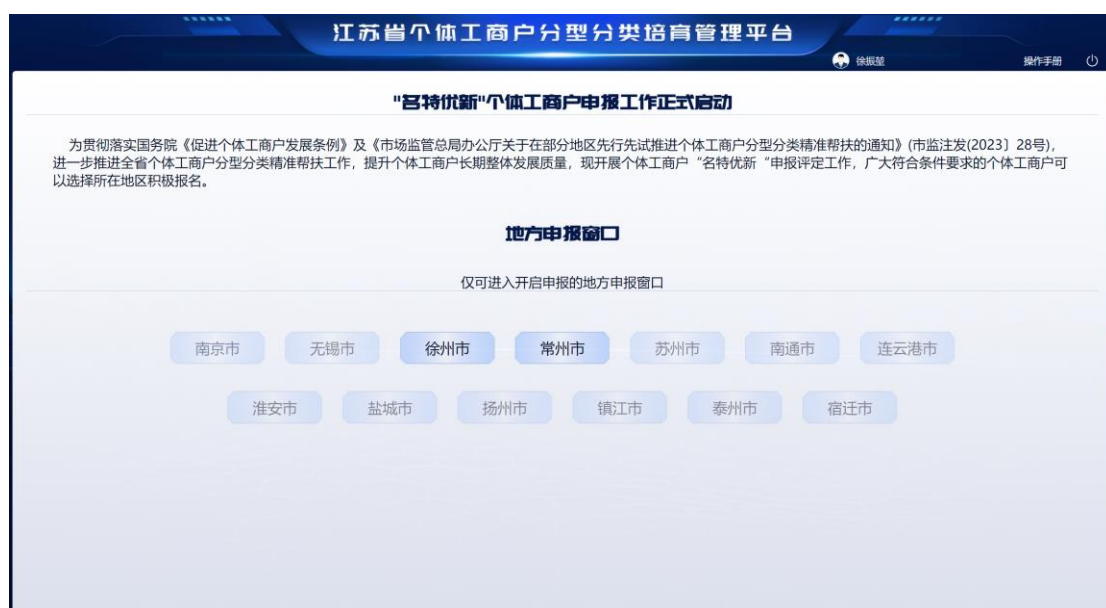 江苏省个体工商户分型分类培育管理平台
徐振堃 操作手册
"名特优新"个体工商户申报工作正式启动
为贯彻落实国务院《促进个体工商户发展条例》及《市场监管总局办公厅关于在部分地区先行先试推进个体工商户分型分类精准帮扶的通知》(市监注发(2023〕28号),
进一步推进全省个体工商户分型分类精准帮扶工作，提升个体工商户长期整体发展质量，现开展个体工商户“名特优新“申报评定工作，广大符合条件要求的个体工商户可
以选择所在地区积极报名。
地方申报窗口
仅可进入开启申报的地方申报窗口
南京市 无锡市 徐州市 常州市 苏州市 南通市 连云港市
淮安市 盐城市 扬州市 镇江市 泰州市 宿迁市